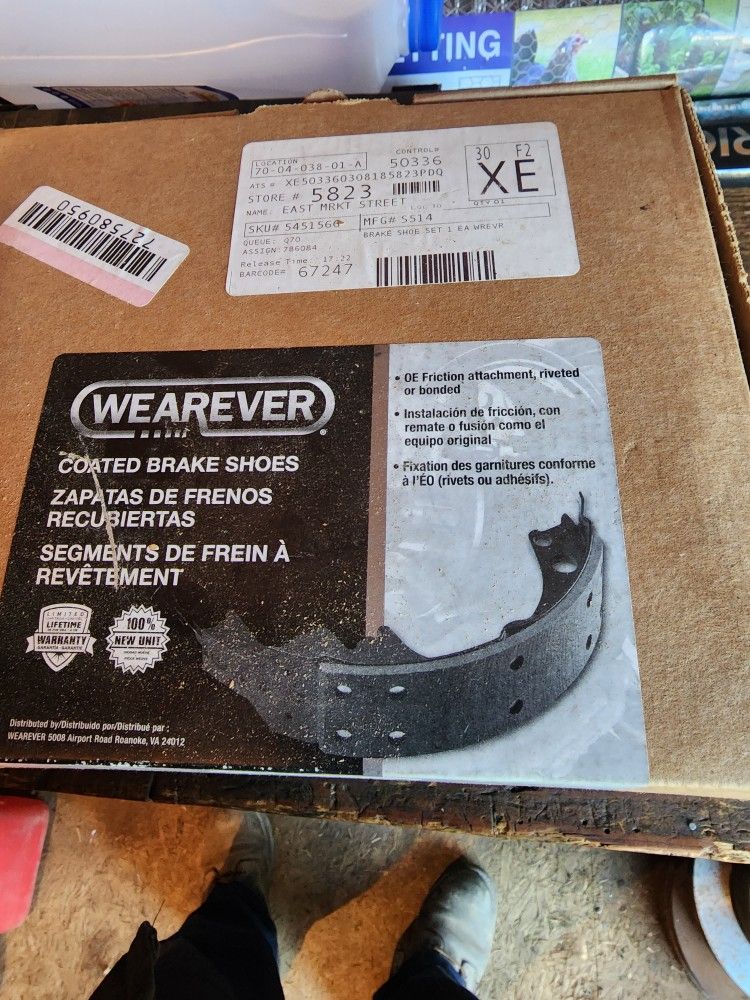 TING
727580950
LOCATION
70-04-038-01-A
CONTROL#
50336
ATS # XE503360308185823PDQ
STORE # 5823
NAME: EAST MRKT STREET
SKU# 5451566
MFG# S514
QUEUE: Q70
BRAKE SHOE SET 1 EA WREVR
ASSIGN:786084
Release Time: 17:22
BARCODE# 67247
30 F2
XE
QTY 01
WEAREVER®
COATED BRAKE SHOES
ZAPATAS DE FRENOS
RECUBIERTAS
SEGMENTS DE FREIN À
REVÊTEMENT
LIMITED
LIFETIME
WARRANTY
100%
NEW UNIT
Distributed by/Distribuido por/Distribué par :
WEAREVER 5008 Airport Road Roanoke, VA 24012
• OE Friction attachment, riveted
or bonded
• Instalación de fricción, con
remate o fusión como el
equipo original
• Fixation des garnitures conforme
à l'ÉO (rivets ou adhésifs).